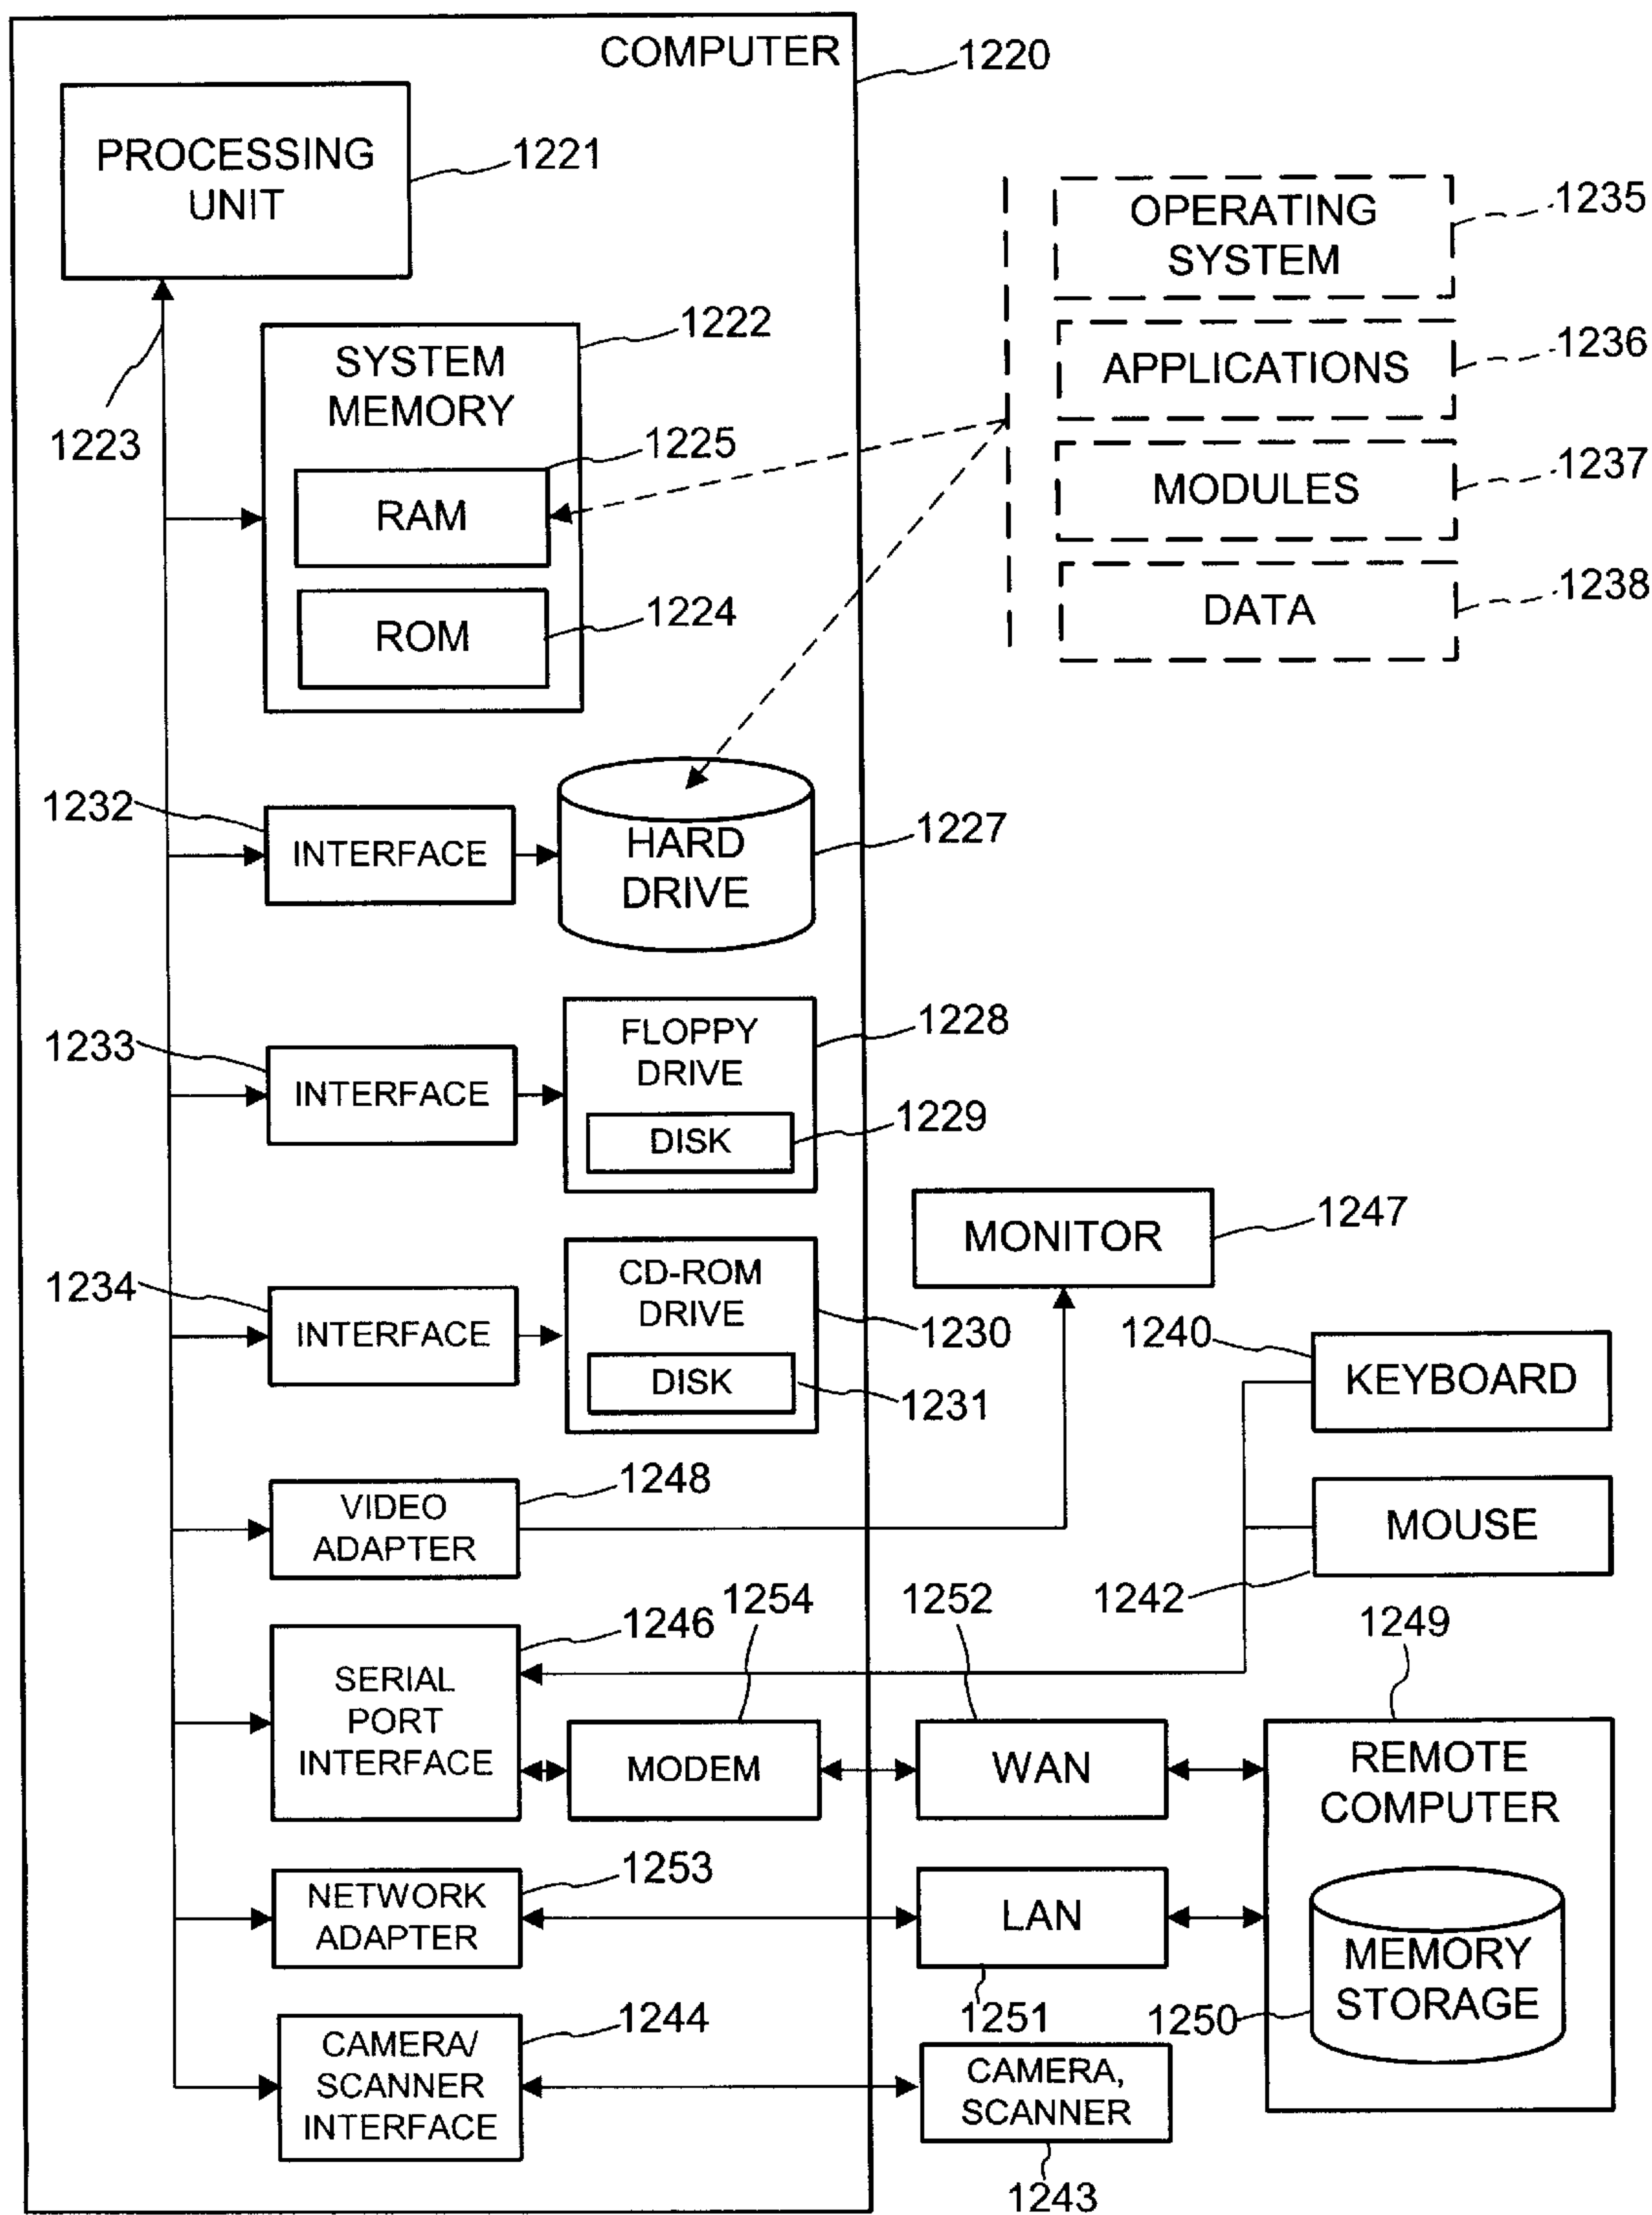 COMPUTER
1220
PROCESSING
UNIT
1221
1223
SYSTEM
MEMORY
1222
RAM
1225
ROM
1224
OPERATING
SYSTEM
1235
APPLICATIONS
1236
MODULES
1237
DATA
1238
1232
INTERFACE
HARD
DRIVE
1227
1233
INTERFACE
FLOPPY
DRIVE
1228
DISK
1229
1234
INTERFACE
CD-ROM
DRIVE
1230
DISK
1231
MONITOR
1247
1240
KEYBOARD
MOUSE
1242
VIDEO
ADAPTER
1248
SERIAL
PORT
INTERFACE
1246
1254
MODEM
1252
WAN
1249
REMOTE
COMPUTER
MEMORY
STORAGE
1250
NETWORK
ADAPTER
1253
LAN
1251
CAMERA/
SCANNER
INTERFACE
1244
CAMERA,
SCANNER
1243